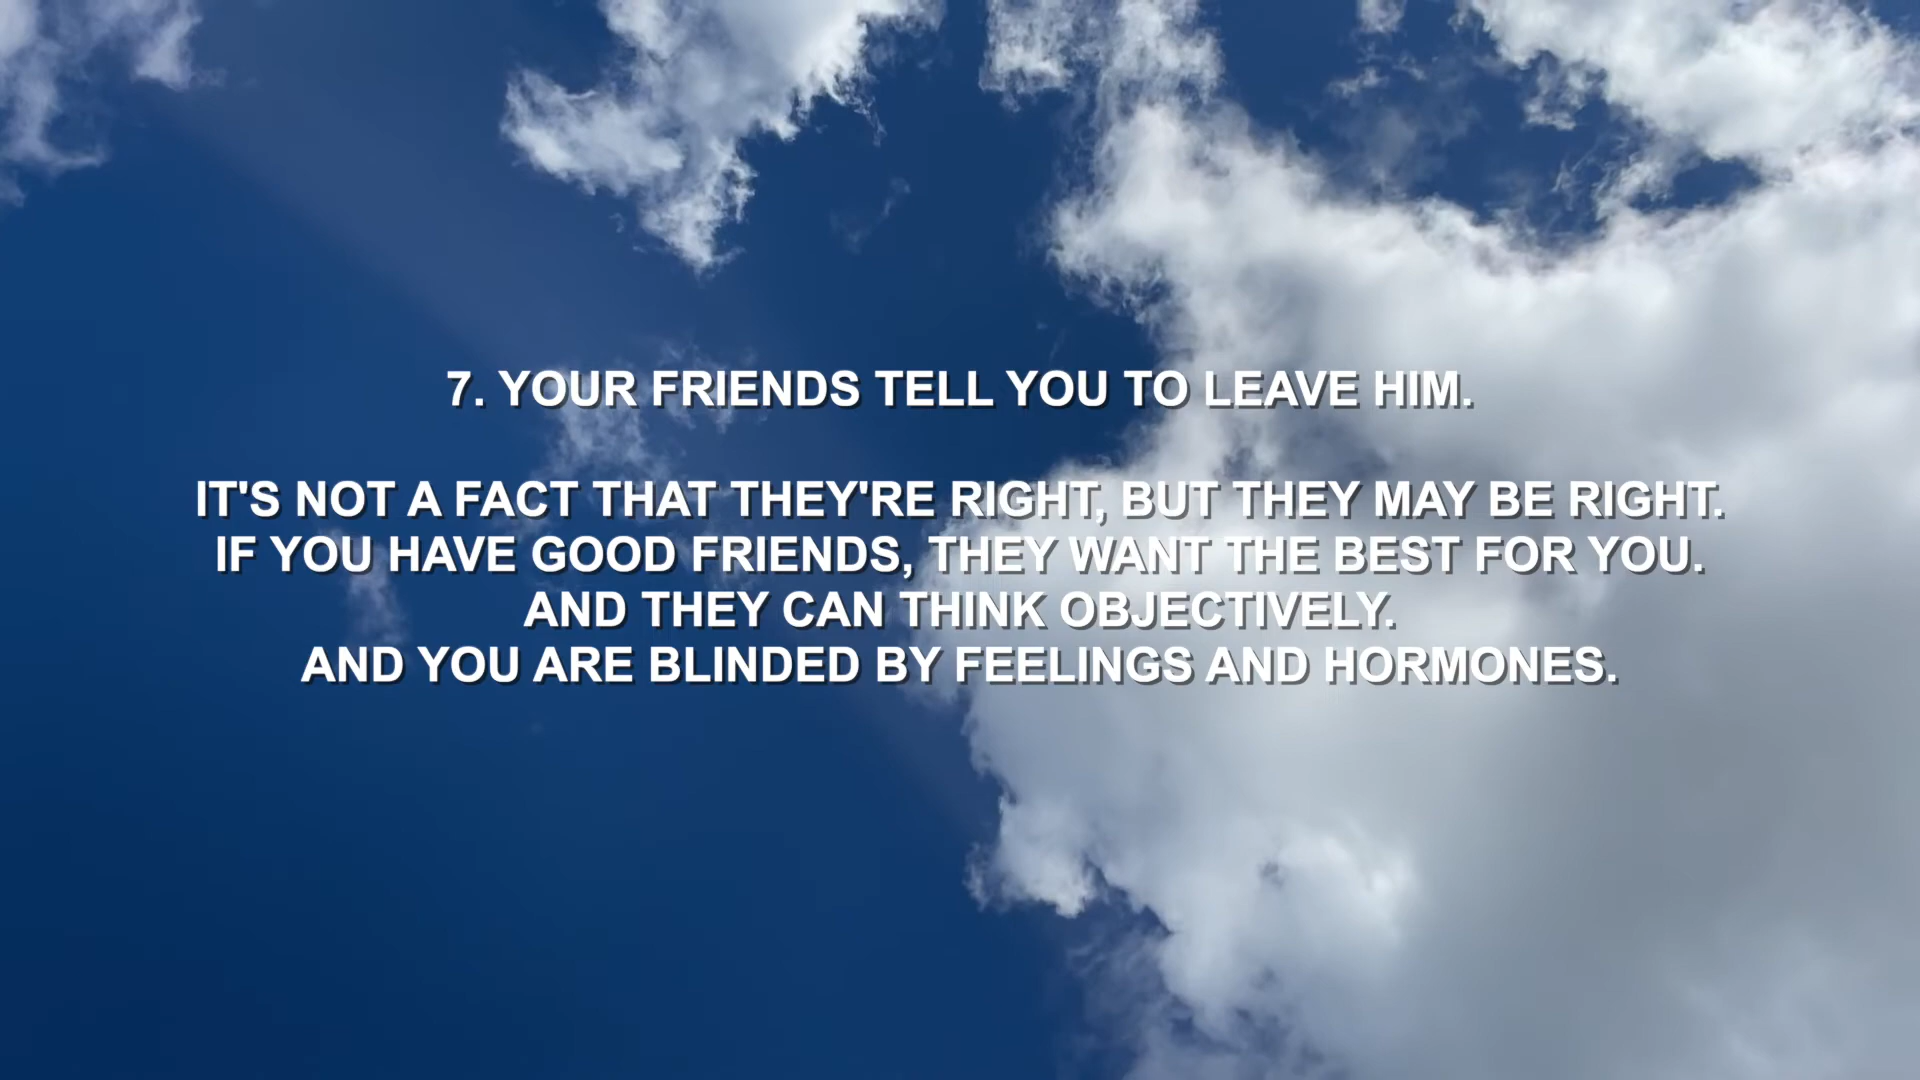 7. YOUR FRIENDS TELL YOU TO LEAVE HIM.
IT'S NOT A FACT THAT THEY'RE RIGHT, BUT THEY MAY BE RIGHT.
IF YOU HAVE GOOD FRIENDS, THEY WANT THE BEST FOR YOU.
AND THEY CAN THINK OBJECTIVELY.
AND YOU ARE BLINDED BY FEELINGS AND HORMONES.